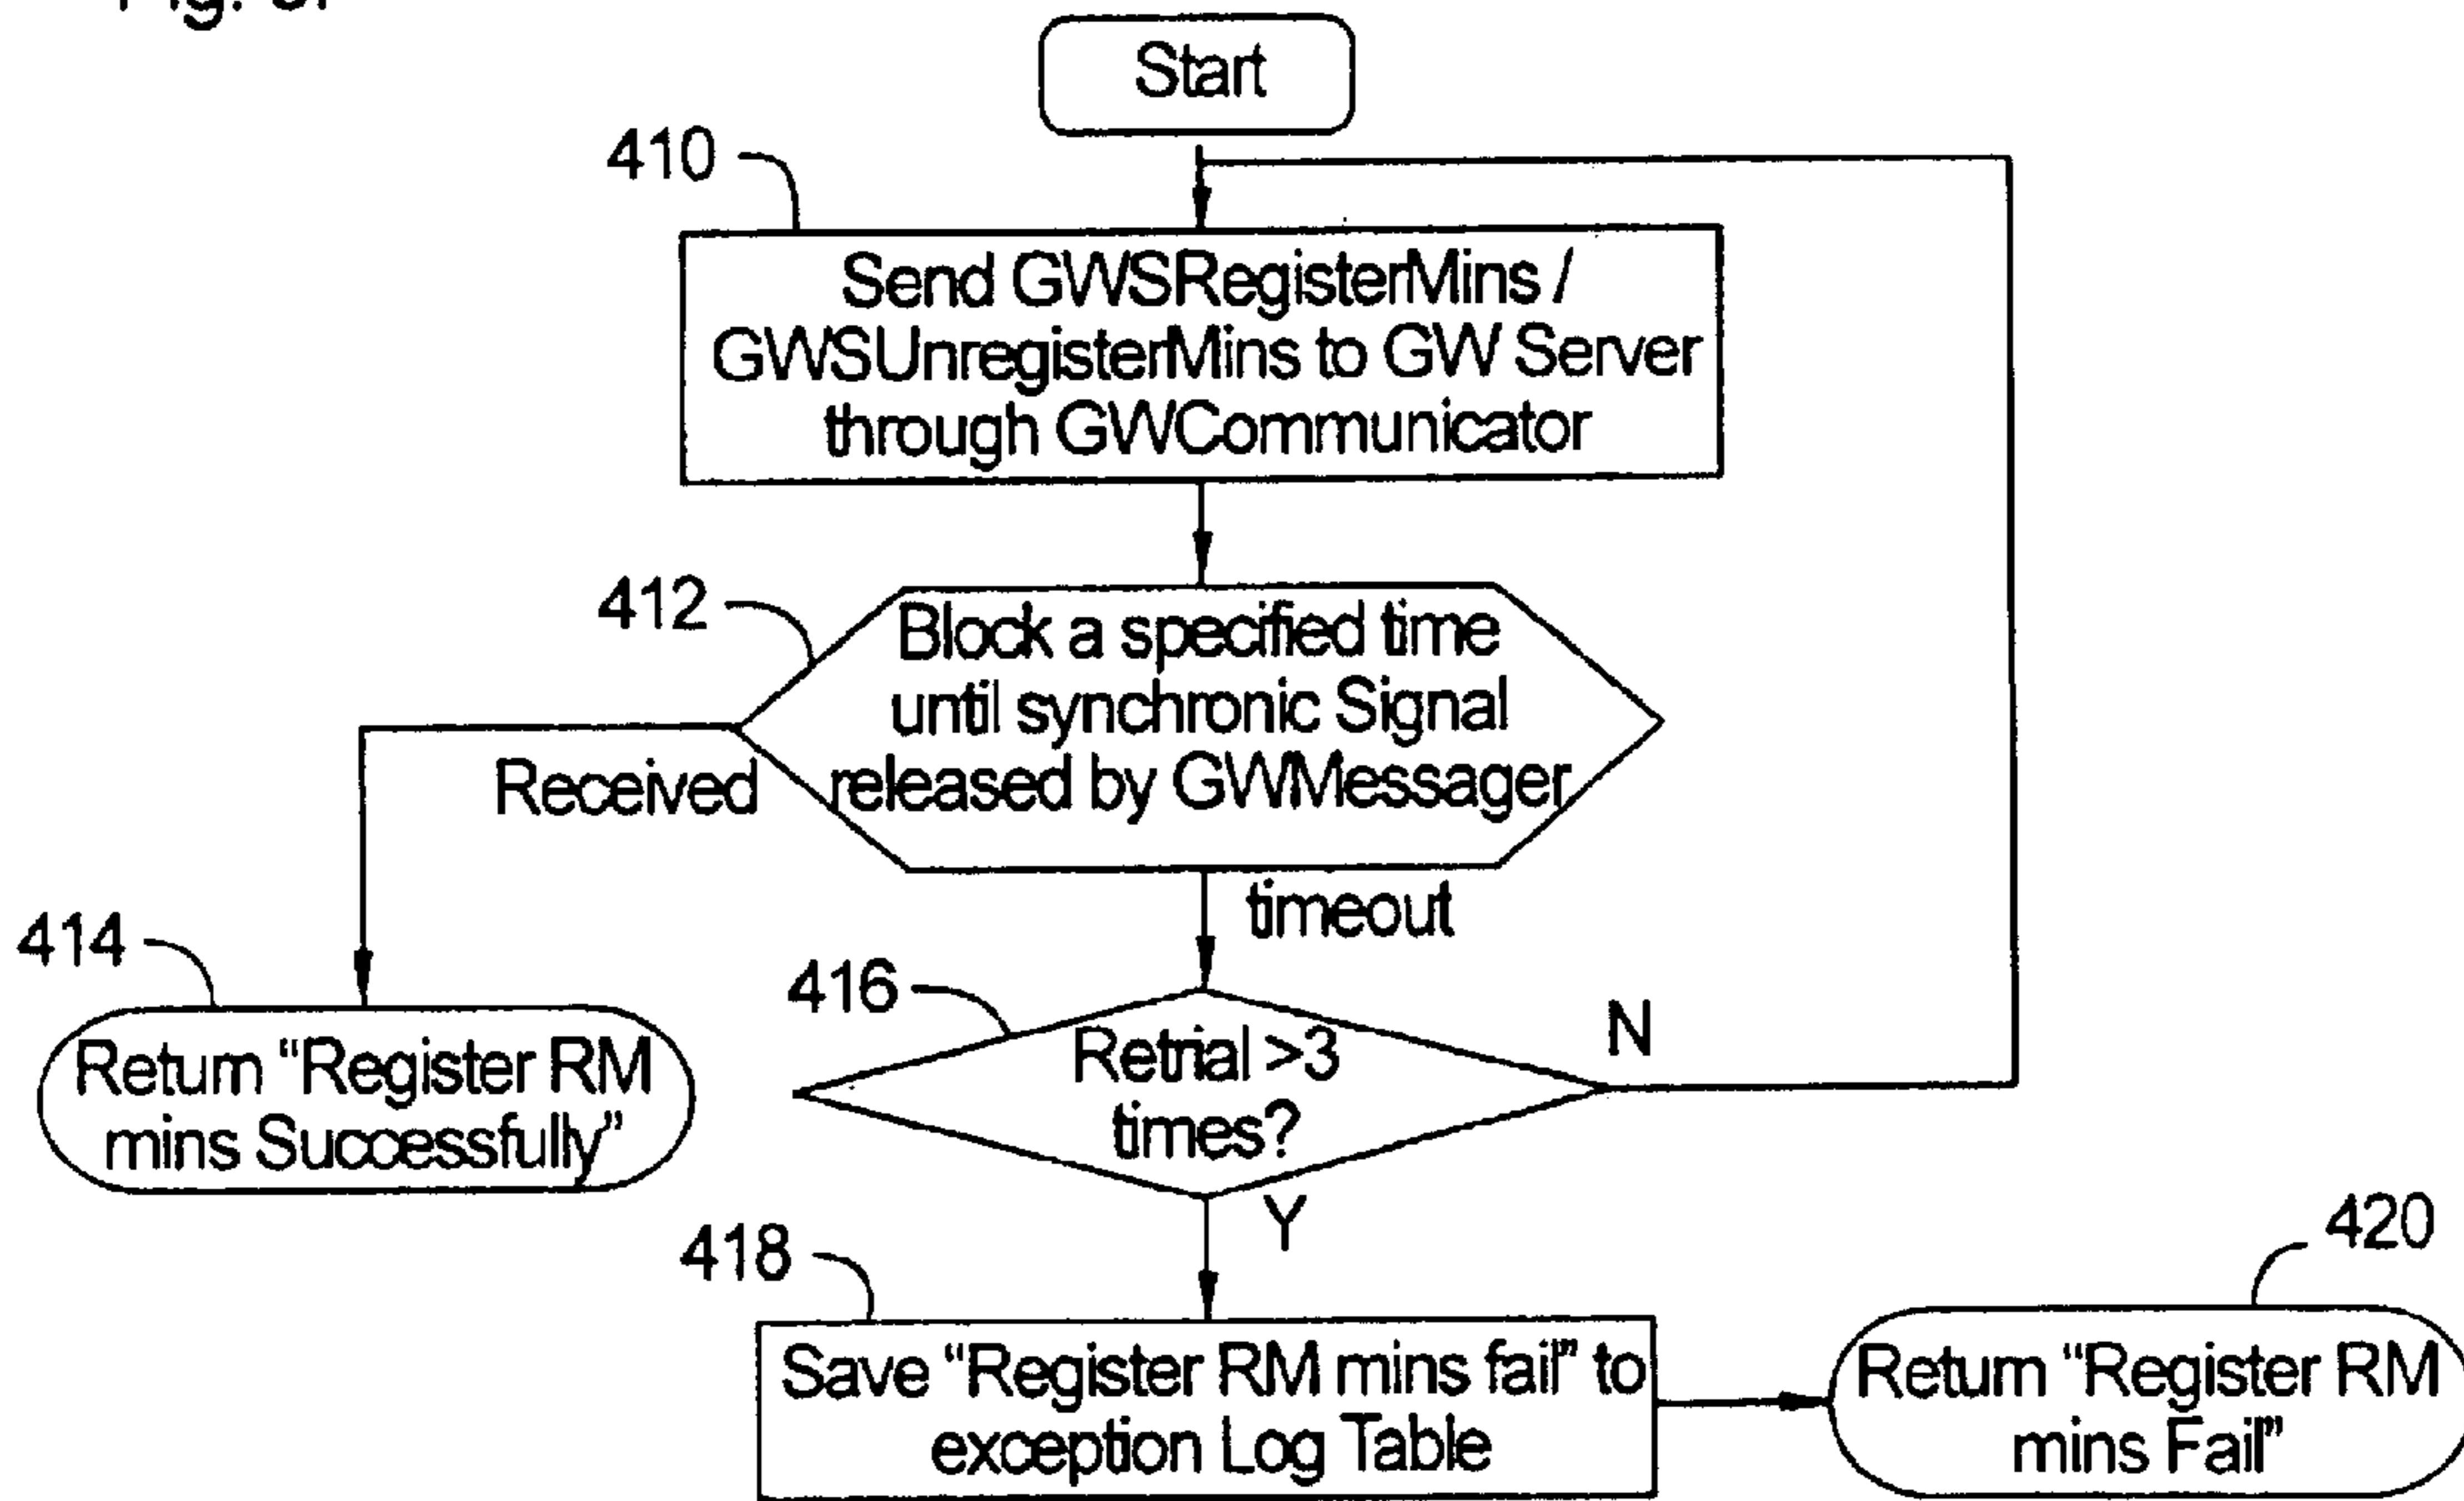 Start
410
Send GWSRegisterMins /
GWSUnregisterMins to GW Server
through GWCommunicator
412
Block a specified time
until synchronic Signal
released by GWMessager
Received
timeout
414
Return “Register RM
mins Successfully”
416
Retrial >3
times?
N
Y
418
Save “Register RM mins fail” to
exception Log Table
420
Return “Register RM
mins Fail”